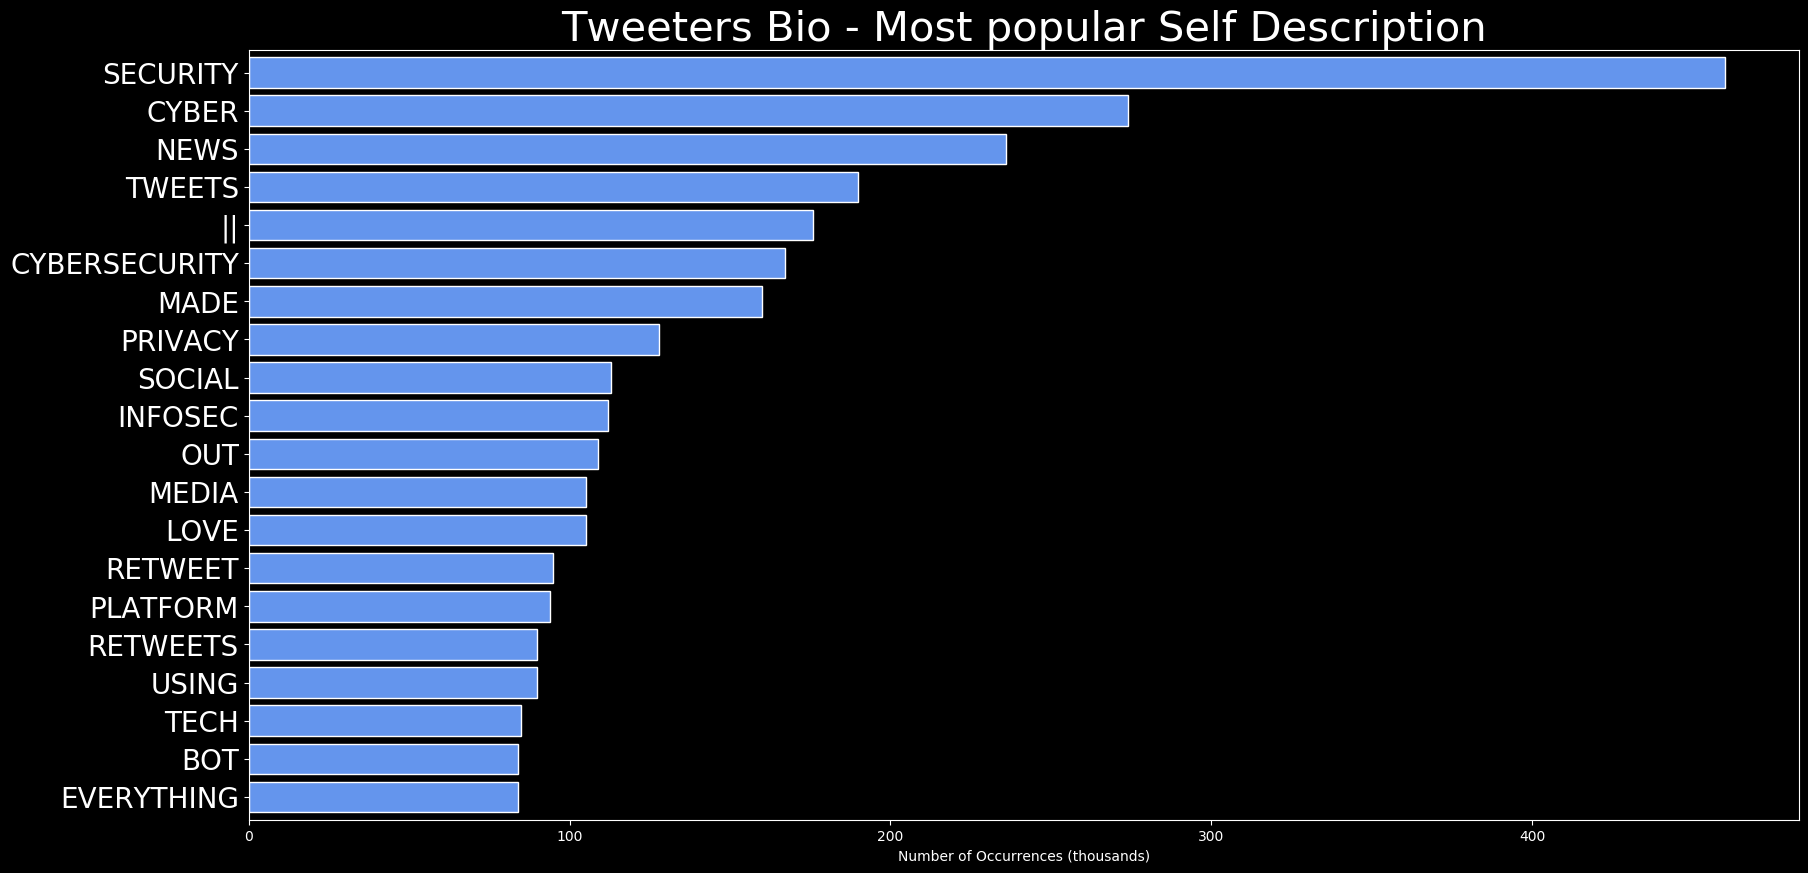 Tweeters Bio - Most popular Self Description
SECURITY
CYBER
NEWS
TWEETS
||
CYBERSECURITY
MADE
PRIVACY
SOCIAL
INFOSEC
OUT
MEDIA
LOVE
RETWEET
PLATFORM
RETWEETS
USING
TECH
BOT
EVERYTHING
0 100 200 300 400
Number of Occurrences (thousands)